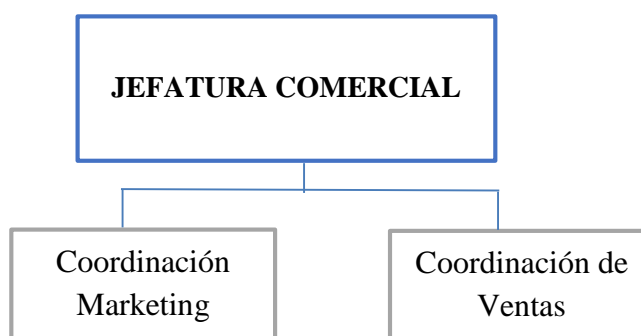 JEFATURA COMERCIAL
Coordinación
Marketing
Coordinación de
Ventas